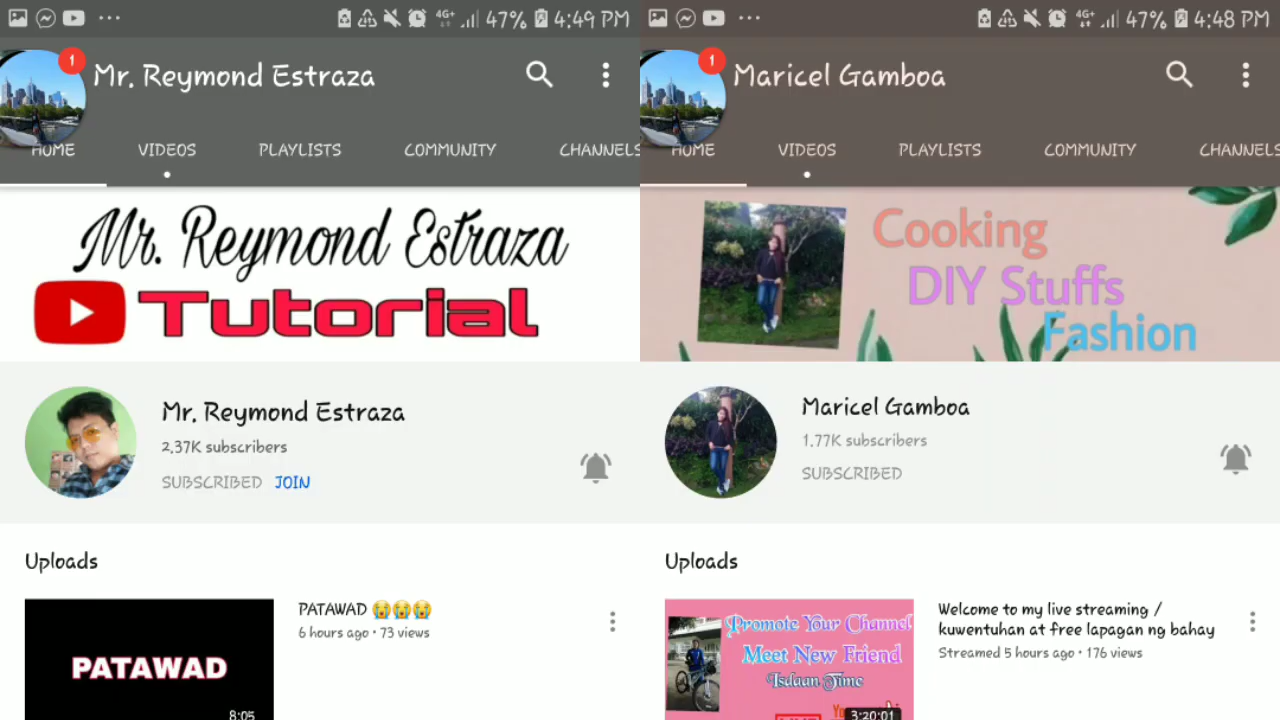 4G+ 47% 4:49 PM
1
Mr. Reymond Estraza
HOME VIDEOS PLAYLISTS COMMUNITY CHANNELS
Mr. Reymond Estraza
Tutorial
Mr. Reymond Estraza
2.37K subscribers
SUBSCRIBED JOIN
Uploads
PATAWAD 😭😭😭
6 hours ago • 73 views
PATAWAD
8:05
4G+ 47% 4:48 PM
1
Maricel Gamboa
HOME VIDEOS PLAYLISTS COMMUNITY CHANNELS
Cooking
DIY Stuffs
Fashion
Maricel Gamboa
1.77K subscribers
SUBSCRIBED
Uploads
Welcome to my live streaming /
kuwentuhan at free lapagan ng bahay
Streamed 5 hours ago • 176 views
Promote Your Channel
Meet New Friend
Isdaan Time
3:20:01